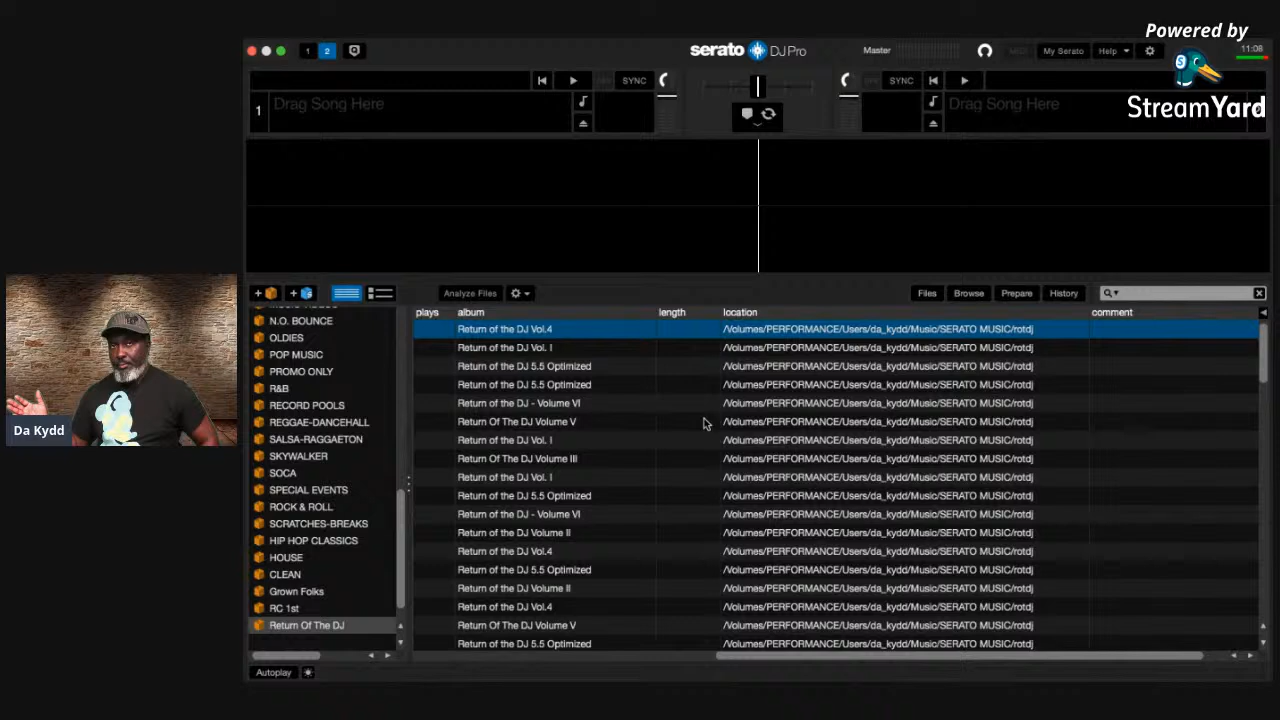 Powered by
StreamYard
1 2
serato DJ Pro
Master
MIDI
My Serato
Help
11:08
SYNC
SYNC
1
Drag Song Here
Drag Song Here
Analyze Files
Files
Browse
Prepare
History
plays album length location comment
N.O. BOUNCE
OLDIES
POP MUSIC
PROMO ONLY
R&B
RECORD POOLS
REGGAE-DANCEHALL
SALSA-RAGGAETON
SKYWALKER
SOCA
SPECIAL EVENTS
ROCK & ROLL
SCRATCHES-BREAKS
HIP HOP CLASSICS
HOUSE
CLEAN
Grown Folks
RC 1st
Return Of The DJ
Return of the DJ Vol.4 /Volumes/PERFORMANCE/Users/da_kydd/Music/SERATO MUSIC/rotdj
Return of the DJ Vol. I /Volumes/PERFORMANCE/Users/da_kydd/Music/SERATO MUSIC/rotdj
Return of the DJ 5.5 Optimized /Volumes/PERFORMANCE/Users/da_kydd/Music/SERATO MUSIC/rotdj
Return of the DJ 5.5 Optimized /Volumes/PERFORMANCE/Users/da_kydd/Music/SERATO MUSIC/rotdj
Return of the DJ - Volume VI /Volumes/PERFORMANCE/Users/da_kydd/Music/SERATO MUSIC/rotdj
Return Of The DJ Volume V /Volumes/PERFORMANCE/Users/da_kydd/Music/SERATO MUSIC/rotdj
Return of the DJ Vol. I /Volumes/PERFORMANCE/Users/da_kydd/Music/SERATO MUSIC/rotdj
Return Of The DJ Volume III /Volumes/PERFORMANCE/Users/da_kydd/Music/SERATO MUSIC/rotdj
Return of the DJ Vol. I /Volumes/PERFORMANCE/Users/da_kydd/Music/SERATO MUSIC/rotdj
Return of the DJ 5.5 Optimized /Volumes/PERFORMANCE/Users/da_kydd/Music/SERATO MUSIC/rotdj
Return of the DJ - Volume VI /Volumes/PERFORMANCE/Users/da_kydd/Music/SERATO MUSIC/rotdj
Return of the DJ Volume II /Volumes/PERFORMANCE/Users/da_kydd/Music/SERATO MUSIC/rotdj
Return of the DJ Vol.4 /Volumes/PERFORMANCE/Users/da_kydd/Music/SERATO MUSIC/rotdj
Return of the DJ 5.5 Optimized /Volumes/PERFORMANCE/Users/da_kydd/Music/SERATO MUSIC/rotdj
Return of the DJ Volume II /Volumes/PERFORMANCE/Users/da_kydd/Music/SERATO MUSIC/rotdj
Return of the DJ Vol.4 /Volumes/PERFORMANCE/Users/da_kydd/Music/SERATO MUSIC/rotdj
Return Of The DJ Volume V /Volumes/PERFORMANCE/Users/da_kydd/Music/SERATO MUSIC/rotdj
Return of the DJ 5.5 Optimized /Volumes/PERFORMANCE/Users/da_kydd/Music/SERATO MUSIC/rotdj
Autoplay
Da Kydd